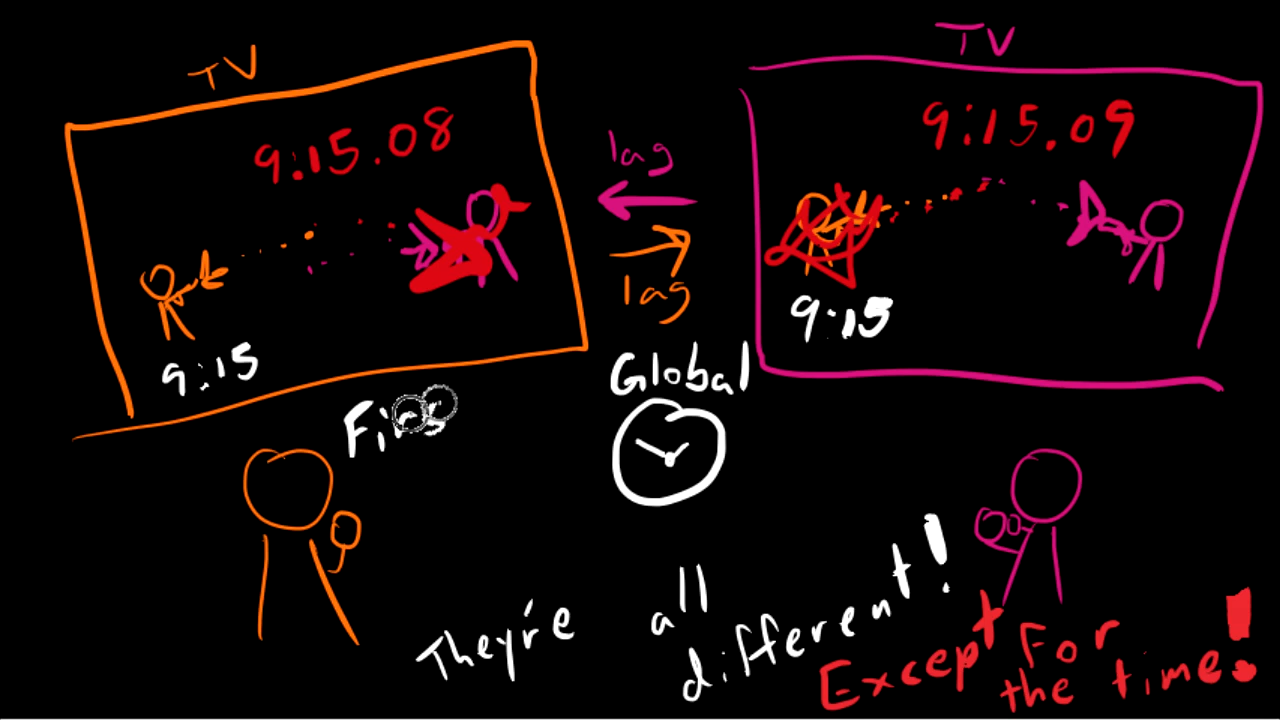 TV
TV
9:15.08
9:15.09
lag
lag
9:15
9:15
Global
They're all different!
Except For
the time!